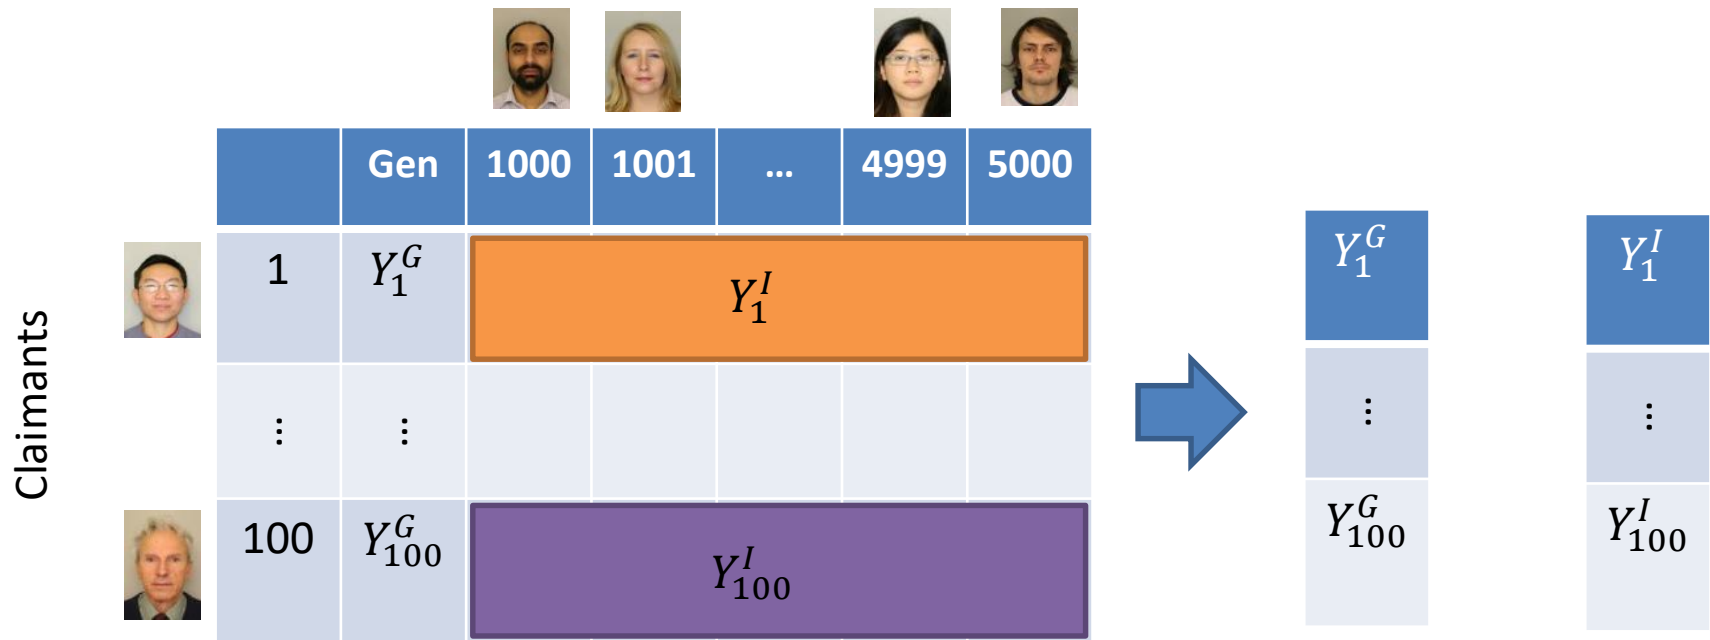 Gen 1000 1001 ... 4999 5000
Claimants
1 Y_1^G Y_1^I
⋮ ⋮
100 Y_100^G Y_100^I
Y_1^G Y_1^I
⋮ ⋮
Y_100^G Y_100^I